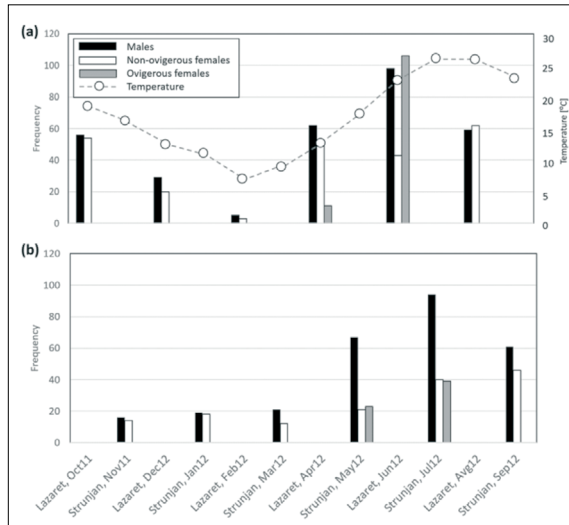 (a)
Males
Non-ovigerous females
Ovigerous females
Temperature
Frequency
120
100
80
60
40
20
0
Temperature [°C]
30
25
20
15
10
5
0
(b)
Frequency
120
100
80
60
40
20
0
Lazaret, Oct11
Strunjan, Nov11
Lazaret, Dec12
Strunjan, Jan12
Lazaret, Feb12
Strunjan, Mar12
Lazaret, Apr12
Strunjan, May12
Lazaret, Jun12
Strunjan, Jul12
Lazaret, Avg12
Strunjan, Sep12